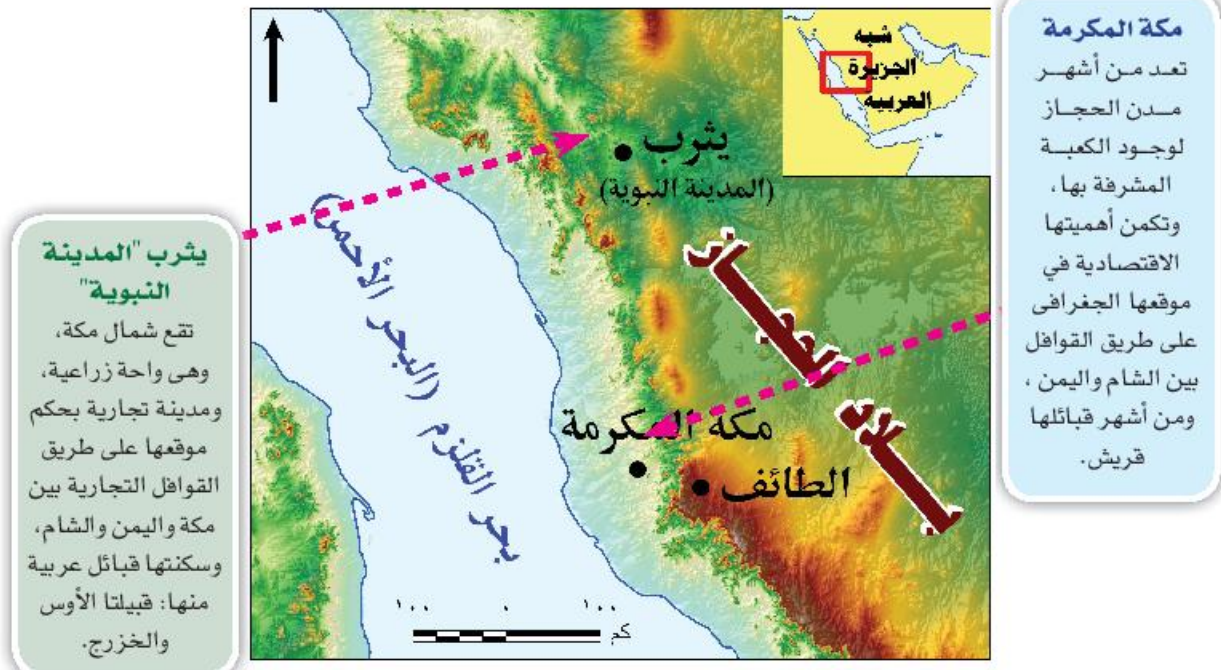 مكة المكرمة
تعد من أشهر
مدن الحجاز
لوجود الكعبة
المشرفة بها،
وتكمن أهميتها
الاقتصادية في
موقعها الجغرافى
على طريق القوافل
بين الشام واليمن ،
ومن أشهر قبائلها
قريش.
شبه
الجزيرة
العربية
يثرب
(المدينة النبوية)
بلاد الحجاز
مكة المكرمة
الطائف
بحر القلزم (البحر الأحمر)
١٠٠ ٠ ١٠٠
كم
يثرب "المدينة
النبوية"
تقع شمال مكة،
وهى واحة زراعية،
ومدينة تجارية بحكم
موقعها على طريق
القوافل التجارية بين
مكة واليمن والشام،
وسكنتها قبائل عربية
منها: قبيلتا الأوس
والخزرج.